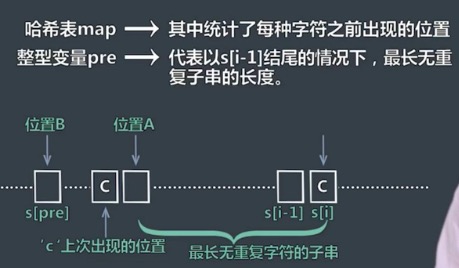 哈希表map → 其中统计了每种字符之前出现的位置
整型变量pre → 代表以s[i-1]结尾的情况下，最长无重
复子串的长度。
位置B 位置A
C C
s[pre] s[i-1] s[i]
‘c’上次出现的位置 最长无重复字符的子串